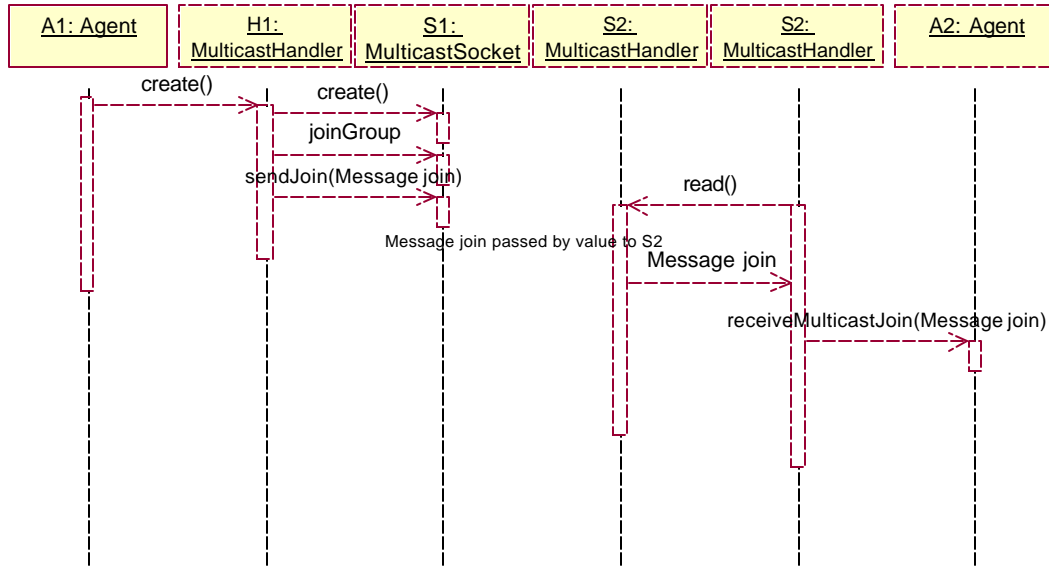 A1: Agent
H1:
MulticastHandler
S1:
MulticastSocket
S2:
MulticastHandler
S2:
MulticastHandler
A2: Agent
create()
create()
joinGroup
sendJoin(Message join)
read()
Message join passed by value to S2
Message join
receiveMulticastJoin(Message join)